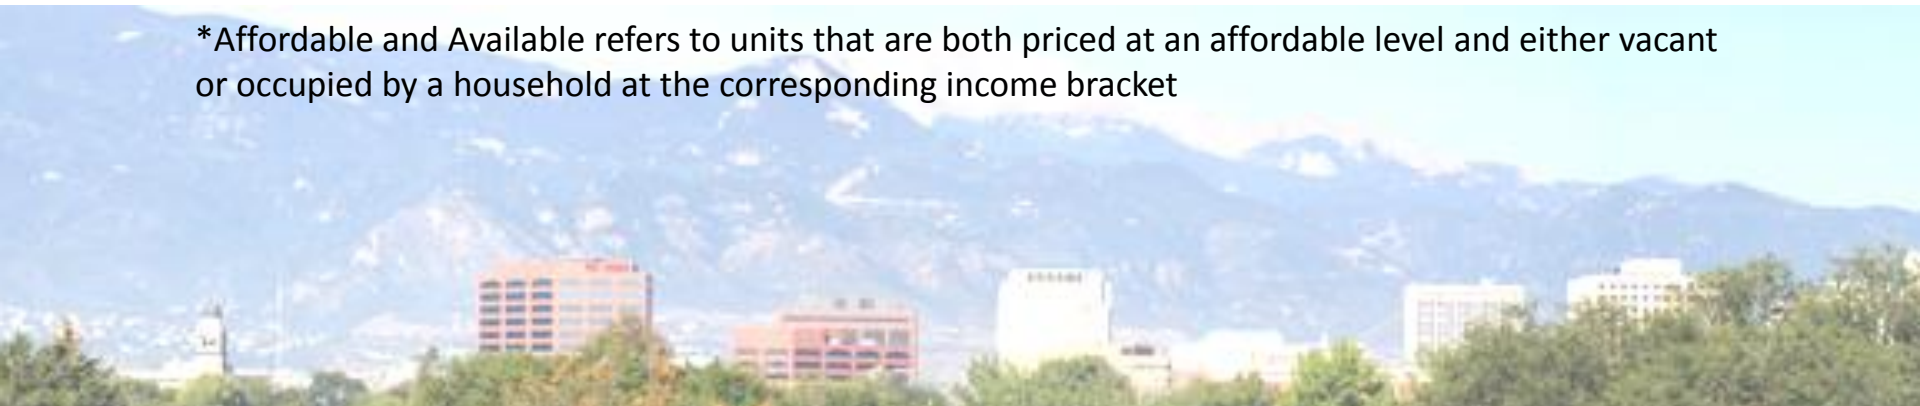 *Affordable and Available refers to units that are both priced at an affordable level and either vacant
or occupied by a household at the corresponding income bracket